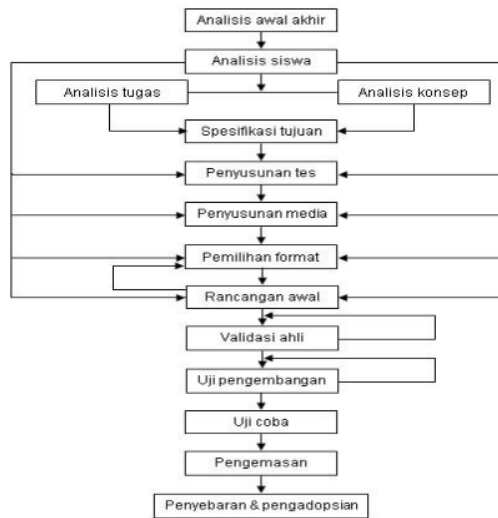 Analisis awal akhir
Analisis siswa
Analisis tugas
Analisis konsep
Spesifikasi tujuan
Penyusunan tes
Penyusunan media
Pemilihan format
Rancangan awal
Validasi ahli
Uji pengembangan
Uji coba
Pengemasan
Penyebaran & pengadopsian